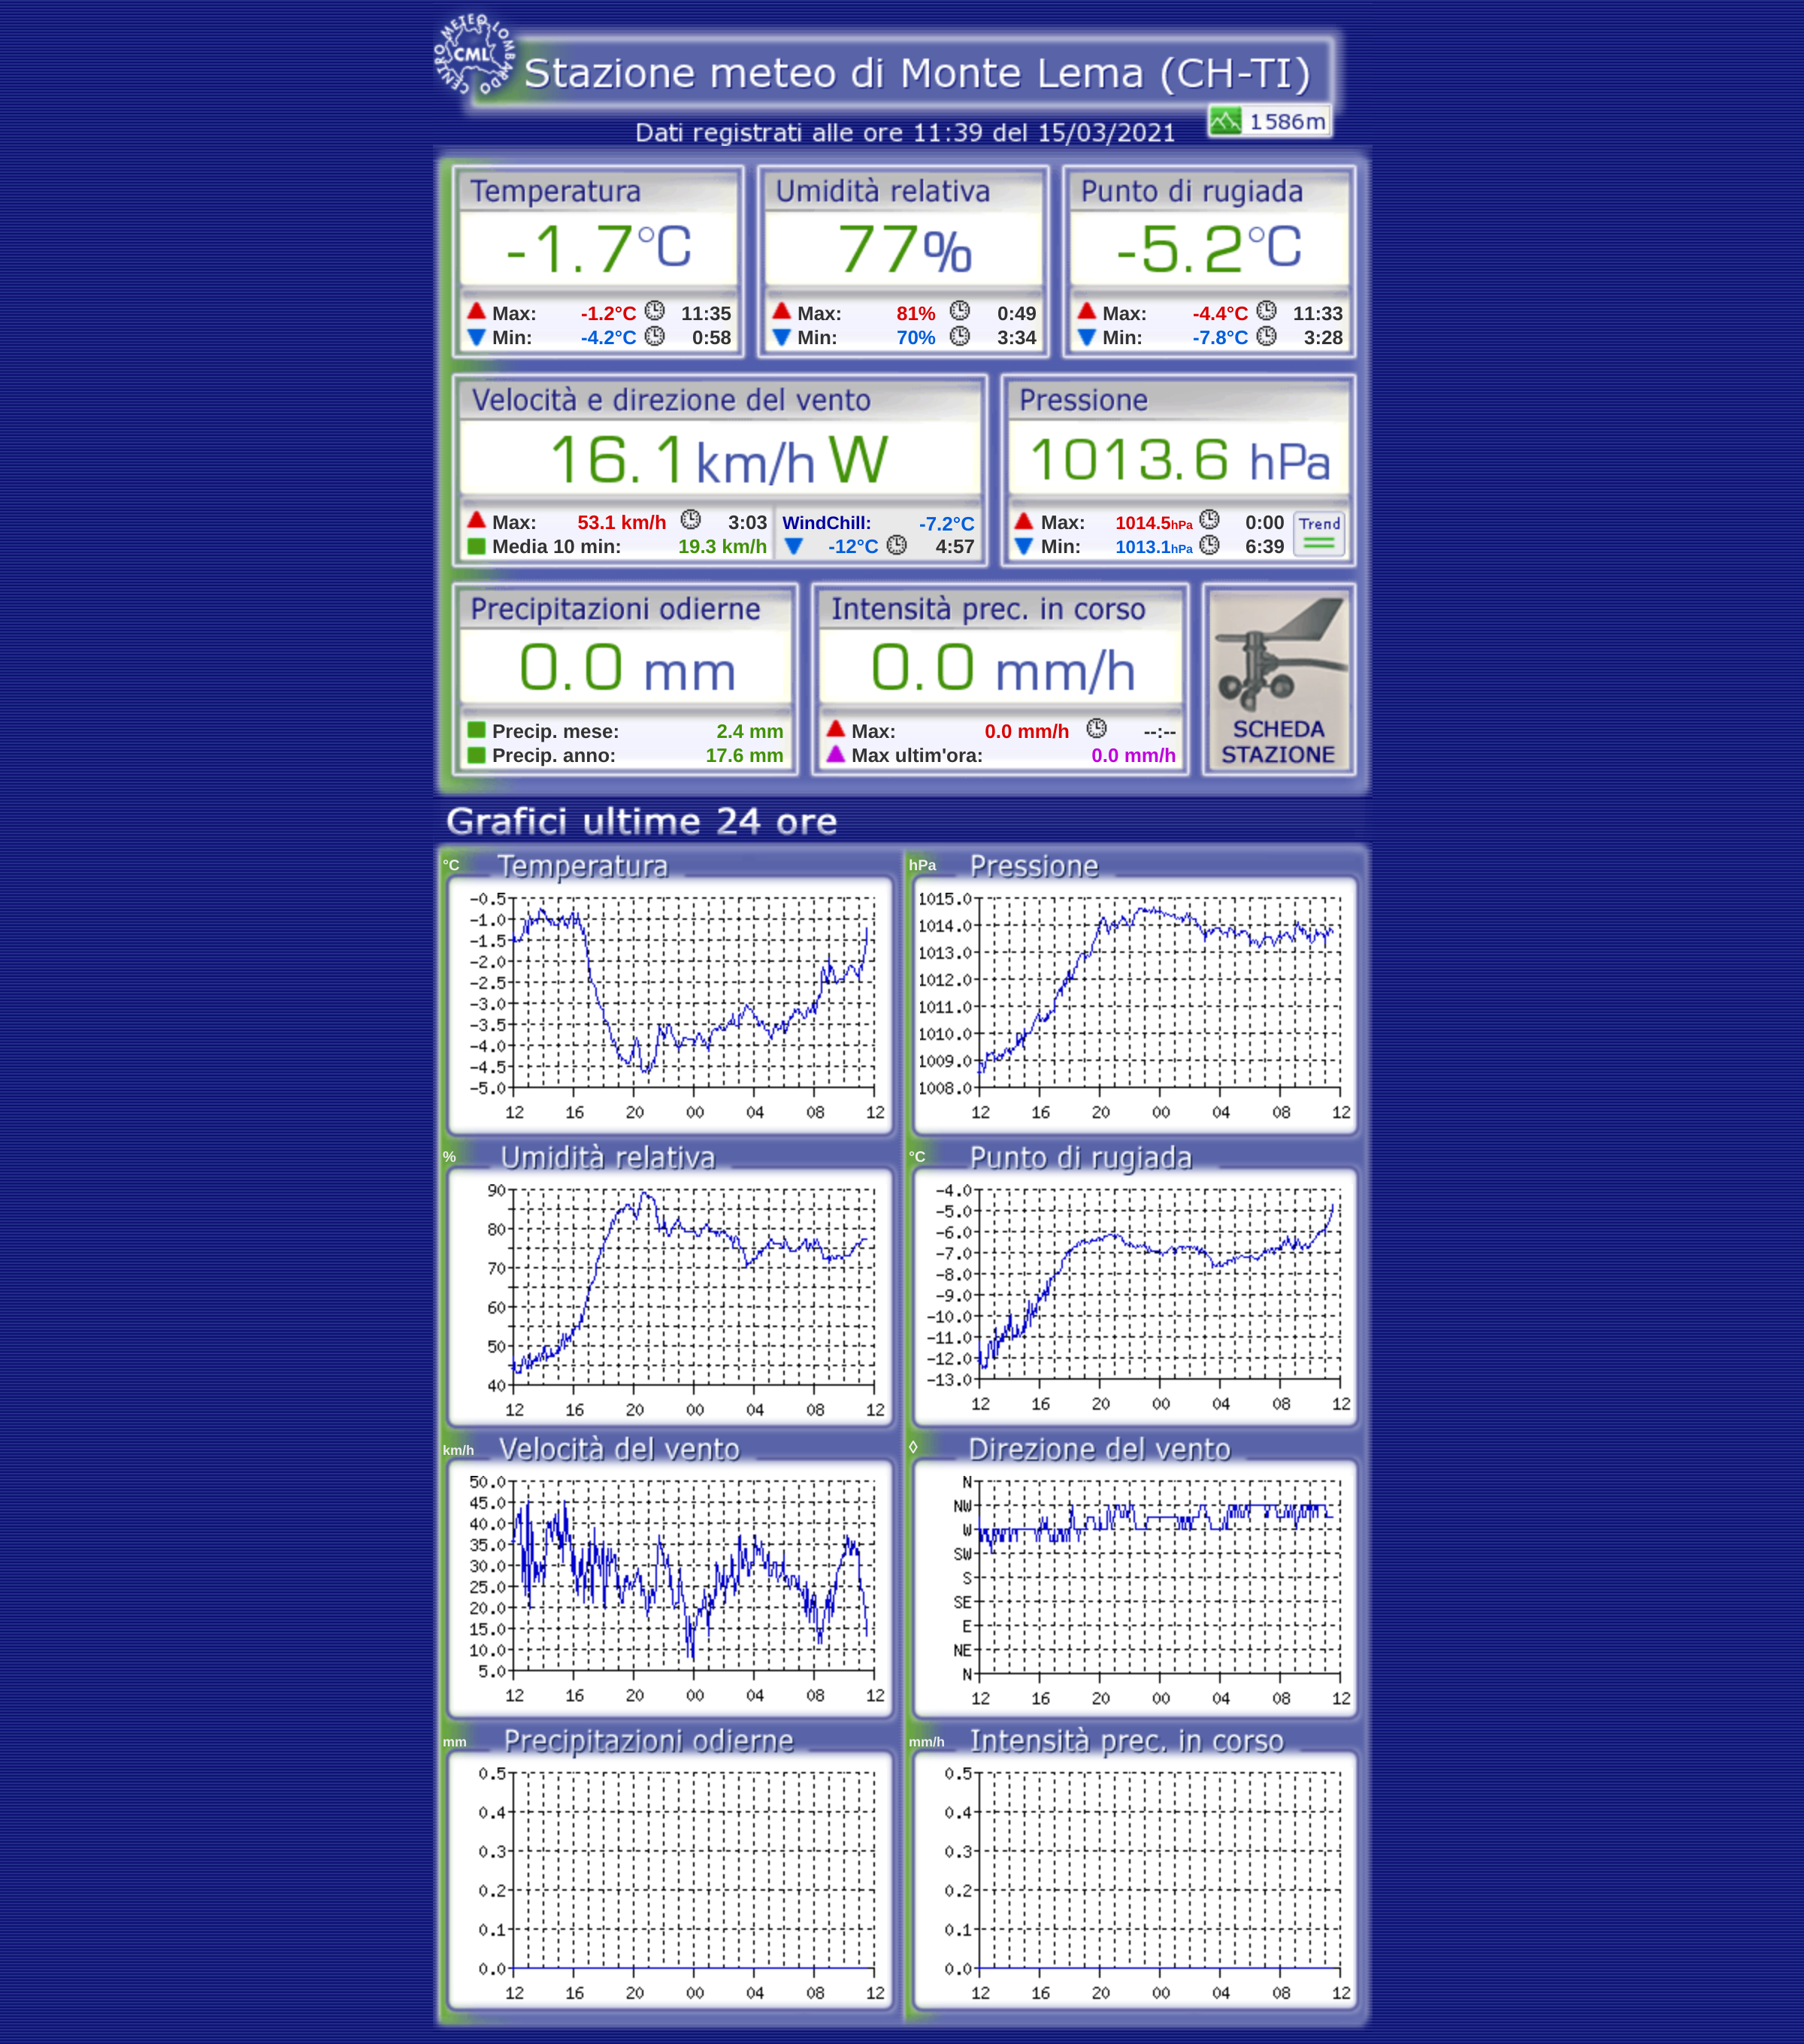 CENTRO METEO LOMBARDO
CML
Stazione meteo di Monte Lema (CH-TI)
1586m
Dati registrati alle ore 11:39 del 15/03/2021
Temperatura Umidità relativa Punto di rugiada
-1.7°C 77% -5.2°C
Max: -1.2°C 11:35 Max: 81% 0:49 Max: -4.4°C 11:33
Min: -4.2°C 0:58 Min: 70% 3:34 Min: -7.8°C 3:28
Velocità e direzione del vento Pressione
16.1 km/h W 1013.6 hPa
Max: 53.1 km/h 3:03 WindChill: -7.2°C Max: 1014.5hPa 0:00 Trend
Media 10 min: 19.3 km/h -12°C 4:57 Min: 1013.1hPa 6:39
Precipitazioni odierne Intensità prec. in corso
0.0 mm 0.0 mm/h
Precip. mese: 2.4 mm Max: 0.0 mm/h --:-- SCHEDA
Precip. anno: 17.6 mm Max ultim'ora: 0.0 mm/h STAZIONE
Grafici ultime 24 ore
°C Temperatura
-0.5
-1.0
-1.5
-2.0
-2.5
-3.0
-3.5
-4.0
-4.5
-5.0
12 16 20 00 04 08 12
hPa Pressione
1015.0
1014.0
1013.0
1012.0
1011.0
1010.0
1009.0
1008.0
12 16 20 00 04 08 12
% Umidità relativa
90
80
70
60
50
40
12 16 20 00 04 08 12
°C Punto di rugiada
-4.0
-5.0
-6.0
-7.0
-8.0
-9.0
-10.0
-11.0
-12.0
-13.0
12 16 20 00 04 08 12
km/h Velocità del vento
50.0
45.0
40.0
35.0
30.0
25.0
20.0
15.0
10.0
5.0
12 16 20 00 04 08 12
◊ Direzione del vento
N
NW
W
SW
S
SE
E
NE
N
12 16 20 00 04 08 12
mm Precipitazioni odierne
0.5
0.4
0.3
0.2
0.1
0.0
12 16 20 00 04 08 12
mm/h Intensità prec. in corso
0.5
0.4
0.3
0.2
0.1
0.0
12 16 20 00 04 08 12